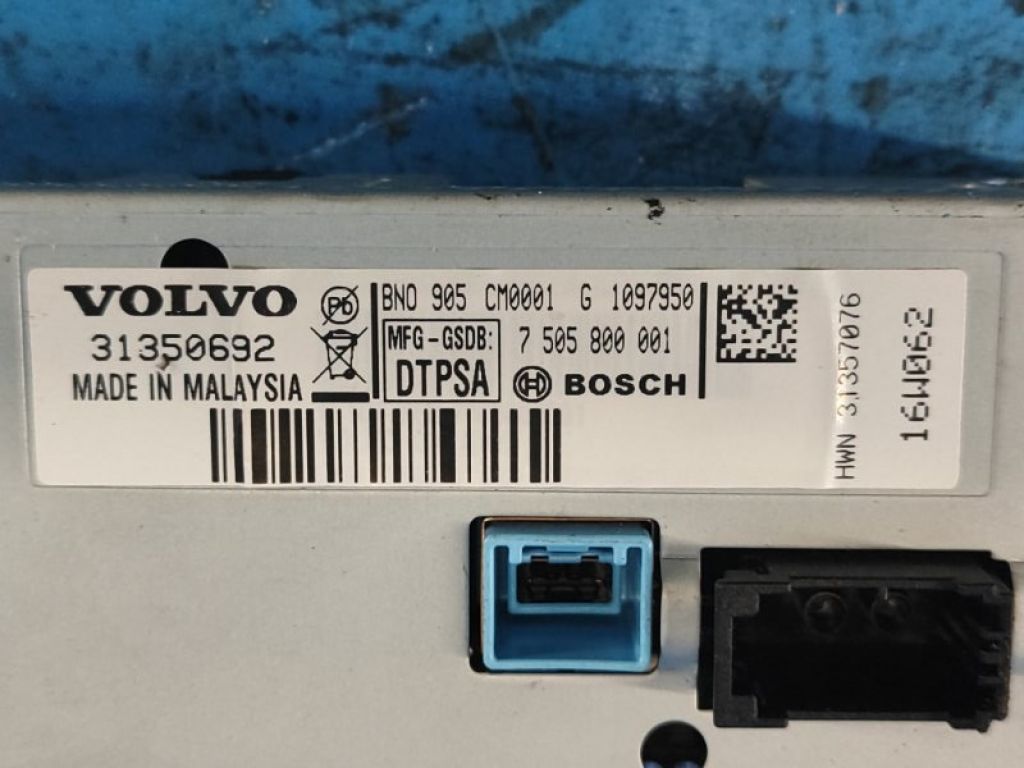 VOLVO
31350692
MADE IN MALAYSIA
Pb
BNO 905 CM0001 G 1097950
MFG-GSDB:
DTPSA
7 505 800 001
BOSCH
HWN 31357076
16W062